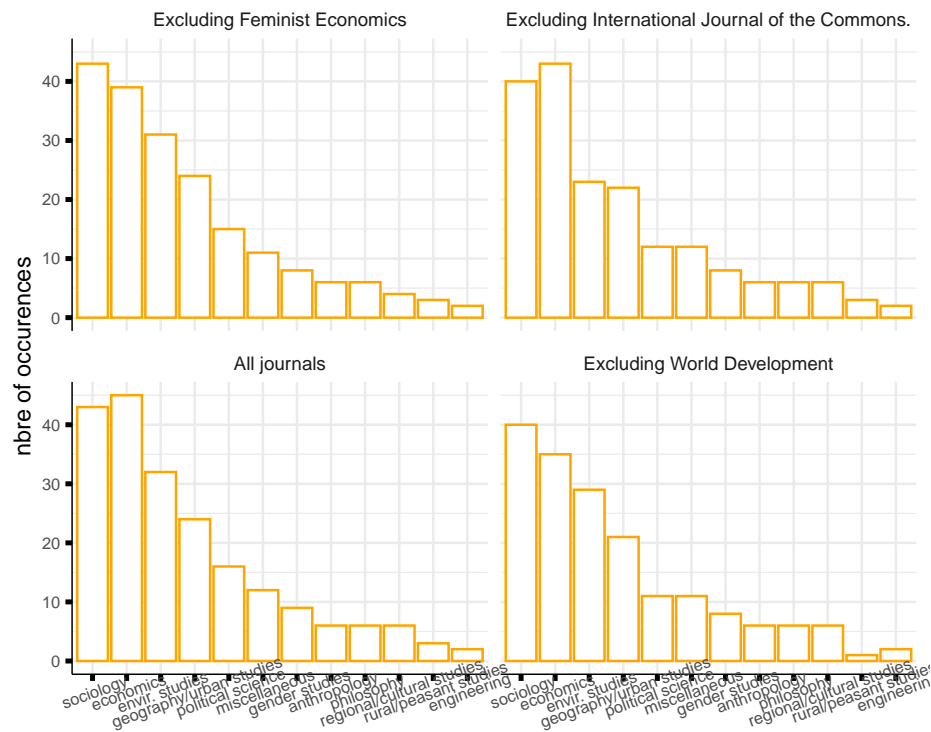 Excluding Feminist Economics
Excluding International Journal of the Commons.
40
30
20
10
0
All journals
Excluding World Development
40
30
20
10
0
nbre of occurences
sociology
economics
envir. studies
geography/urban studies
political science
miscellaneous
gender studies
anthropology
philosophy
regional/cultural studies
rural/peasant studies
engineering
sociology
economics
envir. studies
geography/urban studies
political science
miscellaneous
gender studies
anthropology
philosophy
regional/cultural studies
rural/peasant studies
engineering